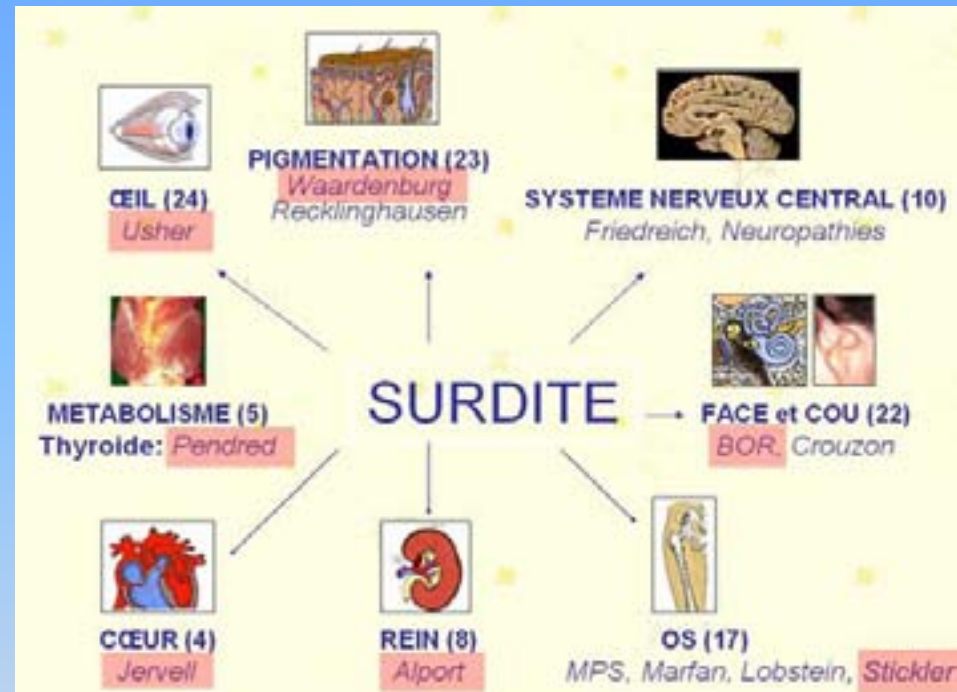 PIGMENTATION (23)
Waardenburg
Recklinghausen
ŒIL (24)
Usher
SYSTEME NERVEUX CENTRAL (10)
Friedreich, Neuropathies
METABOLISME (5)
Thyroide: Pendred
SURDITE
FACE et COU (22)
BOR, Crouzon
CŒUR (4)
Jervell
REIN (8)
Alport
OS (17)
MPS, Marfan, Lobstein, Stickler